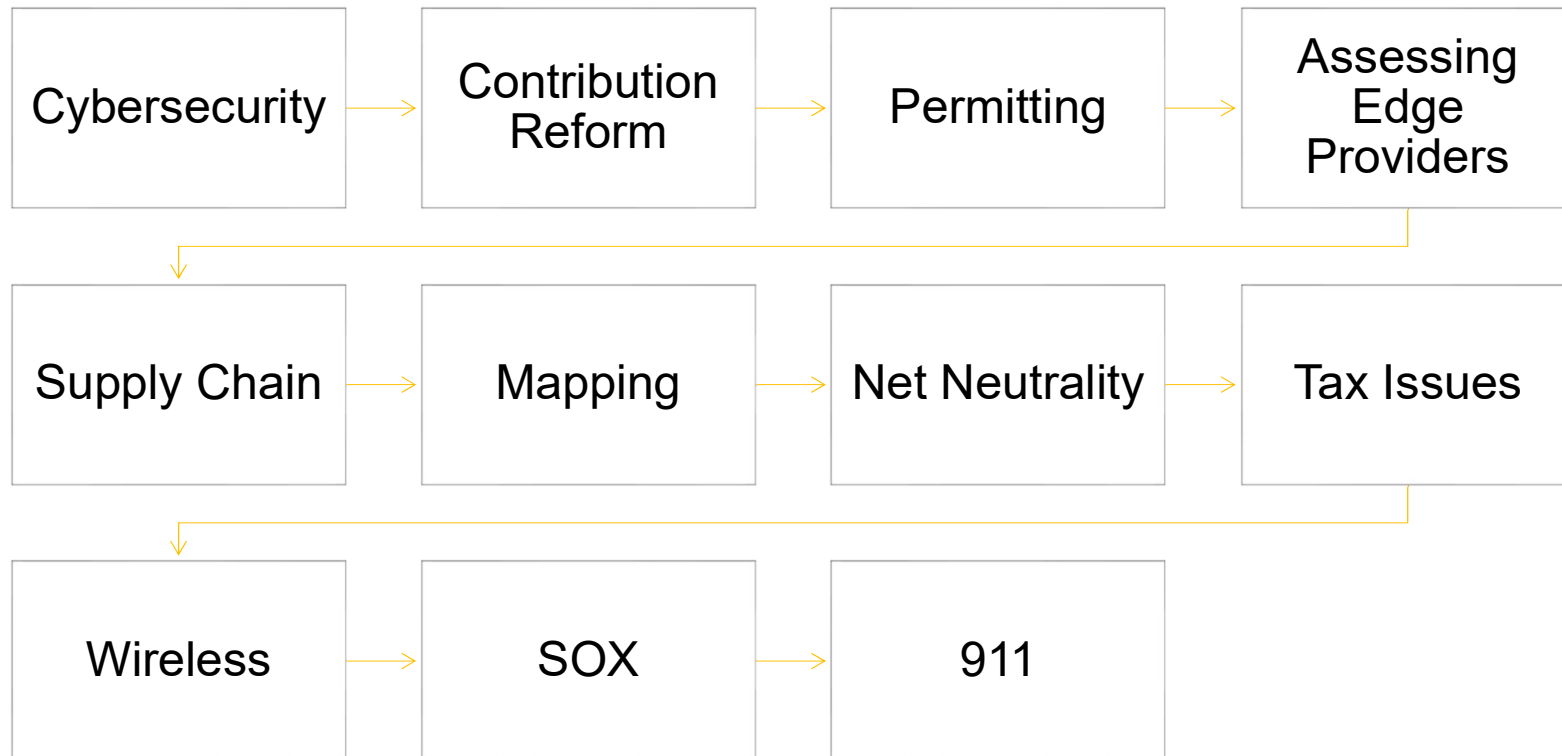 Cybersecurity
Contribution
Reform
Permitting
Assessing
Edge
Providers
Supply Chain
Mapping
Net Neutrality
Tax Issues
Wireless
SOX
911